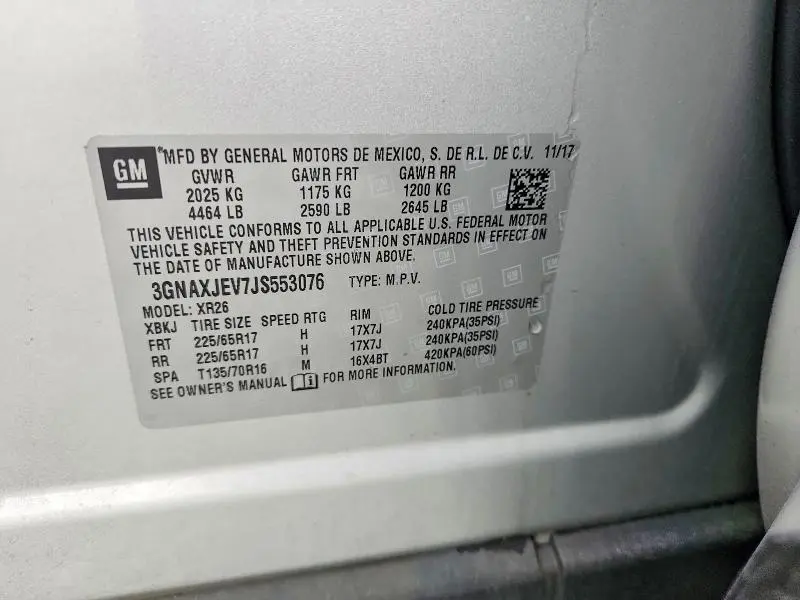 GM
MFD BY GENERAL MOTORS DE MEXICO, S. DE R.L. DE C.V. 11/17
GVWR GAWR FRT GAWR RR
2025 KG 1175 KG 1200 KG
4464 LB 2590 LB 2645 LB
THIS VEHICLE CONFORMS TO ALL APPLICABLE U.S. FEDERAL MOTOR
VEHICLE SAFETY AND THEFT PREVENTION STANDARDS IN EFFECT ON
THE DATE OF MANUFACTURE SHOWN ABOVE.
3GNAXJEV7JS553076 TYPE: M.P.V.
MODEL: XR26
XBKJ TIRE SIZE SPEED RTG RIM COLD TIRE PRESSURE
FRT 225/65R17 H 17X7J 240KPA(35PSI)
RR 225/65R17 H 17X7J 240KPA(35PSI)
SPA T135/70R16 M 16X4BT 420KPA(60PSI)
SEE OWNER'S MANUAL FOR MORE INFORMATION.